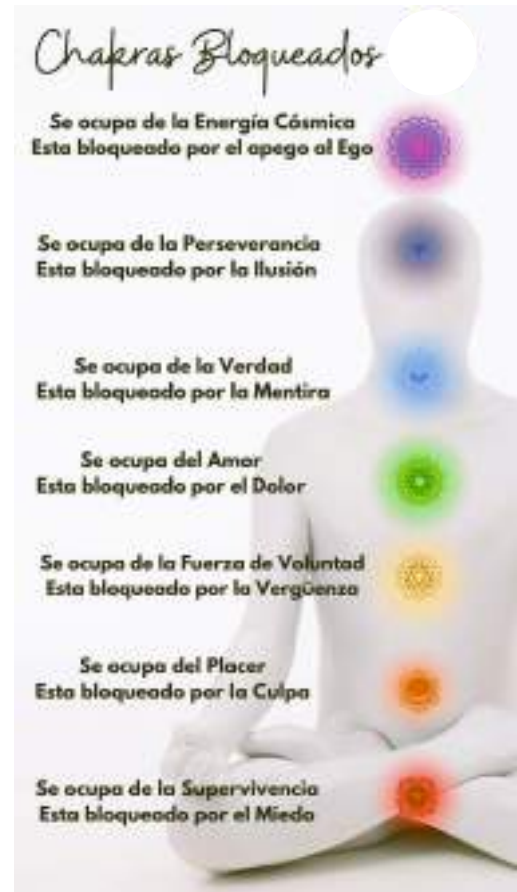 Chakras Bloqueados
Se ocupa de la Energía Cósmica
Esta bloqueado por el apego al Ego
Se ocupa de la Perseverancia
Esta bloqueado por la Ilusión
Se ocupa de la Verdad
Esta bloqueado por la Mentira
Se ocupa del Amor
Esta bloqueado por el Dolor
Se ocupa de la Fuerza de Voluntad
Esta bloqueado por la Vergüenza
Se ocupa del Placer
Esta bloqueado por la Culpa
Se ocupa de la Supervivencia
Esta bloqueado por el Miedo